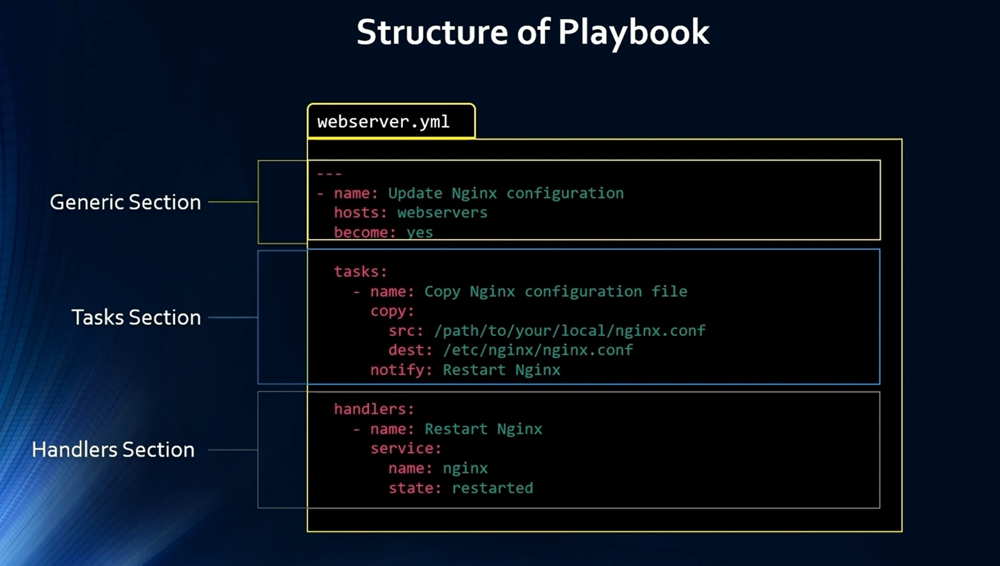 Structure of Playbook
webserver.yml
Generic Section
---
- name: Update Nginx configuration
  hosts: webservers
  become: yes
Tasks Section
  tasks:
    - name: Copy Nginx configuration file
      copy:
        src: /path/to/your/local/nginx.conf
        dest: /etc/nginx/nginx.conf
      notify: Restart Nginx
Handlers Section
  handlers:
    - name: Restart Nginx
      service:
        name: nginx
        state: restarted